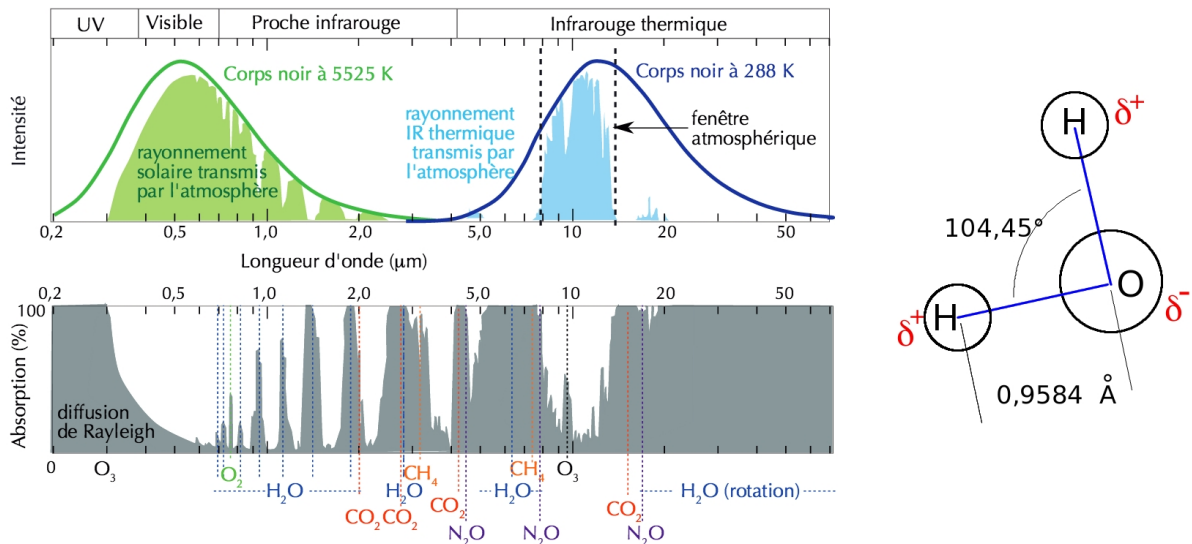 UV
Visible
Proche infrarouge
Infrarouge thermique
Intensité
Corps noir à 5525 K
Corps noir à 288 K
rayonnement
solaire transmis
par l'atmosphère
rayonnement
IR thermique
transmis par
l'atmosphère
fenêtre
atmosphérique
0,2 0,5 1,0 2,0 5,0 10 50
Longueur d'onde (μm)
0,2 0,5 1,0 2,0 5,0 10 50
Absorption (%)
100
diffusion
de Rayleigh
0
O₃
O₂
H₂O
CO₂
CO₂
H₂O
CH₄
CO₂
N₂O
H₂O
CH₄
N₂O
O₃
CO₂
N₂O
H₂O (rotation)
H
δ⁺
104,45°
O
δ⁻
δ⁺
H
0,9584 Å